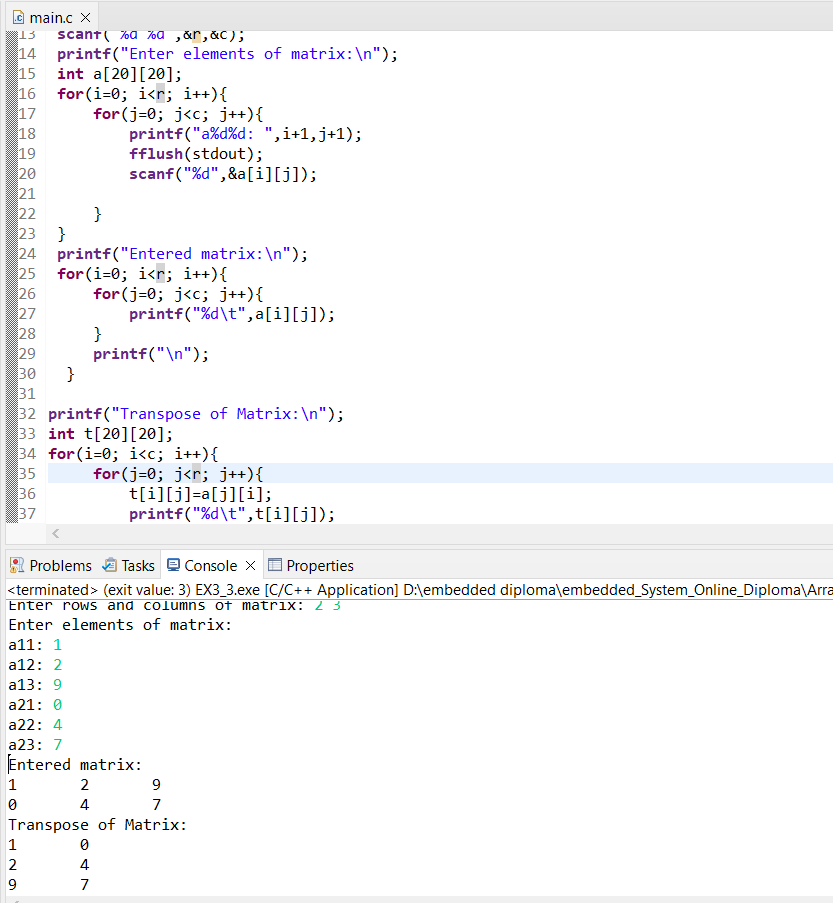 main.c
13 scanf("%d %d",&r,&c);
14 printf("Enter elements of matrix:\n");
15 int a[20][20];
16 for(i=0; i<r; i++){
17 for(j=0; j<c; j++){
18 printf("a%d%d: ",i+1,j+1);
19 fflush(stdout);
20 scanf("%d",&a[i][j]);
21
22 }
23 }
24 printf("Entered matrix:\n");
25 for(i=0; i<r; i++){
26 for(j=0; j<c; j++){
27 printf("%d\t",a[i][j]);
28 }
29 printf("\n");
30 }
31
32 printf("Transpose of Matrix:\n");
33 int t[20][20];
34 for(i=0; i<c; i++){
35 for(j=0; j<r; j++){
36 t[i][j]=a[j][i];
37 printf("%d\t",t[i][j]);
Problems Tasks Console Properties
<terminated> (exit value: 3) EX3_3.exe [C/C++ Application] D:\embedded diploma\embedded_System_Online_Diploma\Arra
Enter rows and columns of matrix: 2 3
Enter elements of matrix:
a11: 1
a12: 2
a13: 9
a21: 0
a22: 4
a23: 7
Entered matrix:
1 2 9
0 4 7
Transpose of Matrix:
1 0
2 4
9 7